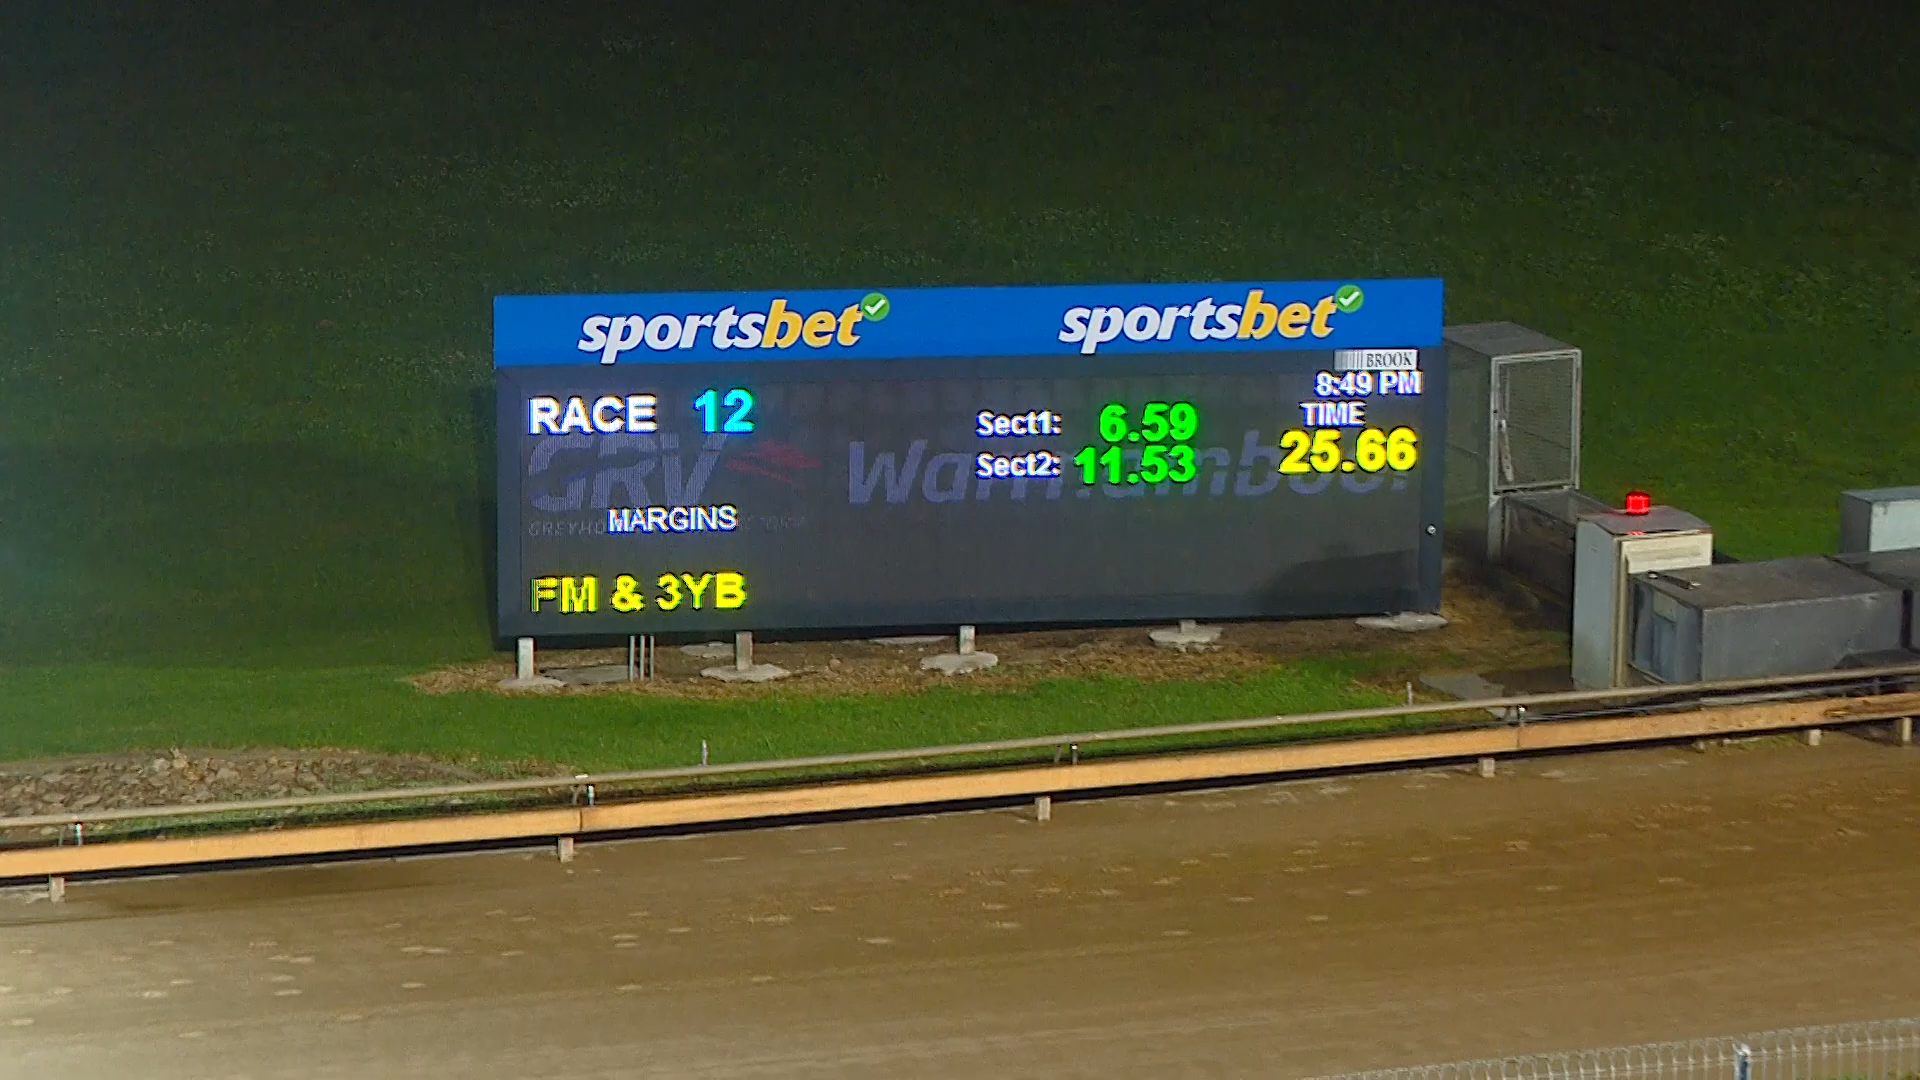 sportsbet sportsbet
BROOK
8:49 PM
RACE 12
Sect1: 6.59
TIME
Sect2: 11.53
25.66
GRV Warrnambool
MARGINS
FM & 3YB